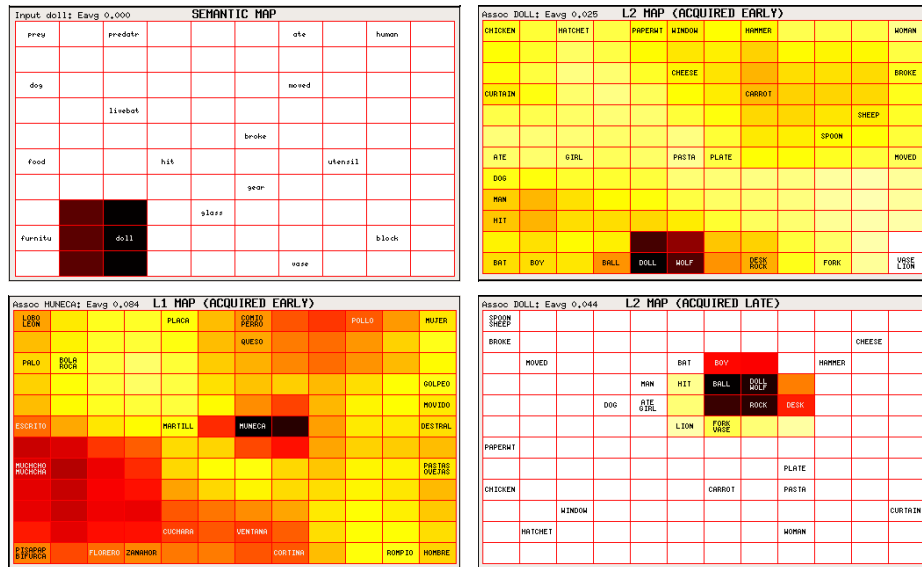 Input doll: Eavg 0.000 SEMANTIC MAP
prey predatr ate human
dog moved
livebat
broke
food hit utensil
gear
glass
furnitu doll block
vase
Assoc DOLL: Eavg 0.025 L2 MAP (ACQUIRED EARLY)
CHICKEN HATCHET PAPERWT WINDOW HAMMER WOMAN
CHEESE BROKE
CURTAIN CARROT
SHEEP
SPOON
ATE GIRL PASTA PLATE MOVED
DOG
MAN
HIT
BAT BOY BALL DOLL WOLF DESK ROCK FORK VASE LION
Assoc MUNECA: Eavg 0.084 L1 MAP (ACQUIRED EARLY)
LOBO LEON PLACA COMIO PERRO POLLO MUJER
QUESO
PALO BOLA ROCA
GOLPEO
MOVIDO
ESCRITO MARTILL MUNECA DESTRAL
MUCHCHO MUCHCHA PASTAS OVEJAS
CUCHARA VENTANA
PISAPAP BIFURCA FLORERO ZANAHOR CORTINA ROMPIO HOMBRE
Assoc DOLL: Eavg 0.044 L2 MAP (ACQUIRED LATE)
SPOON SHEEP
BROKE CHEESE
MOVED BAT BOY HAMMER
MAN HIT BALL DOLL WOLF
DOG ATE GIRL ROCK DESK
LION FORK VASE
PAPERWT
PLATE
CHICKEN CARROT PASTA
WINDOW CURTAIN
HATCHET WOMAN